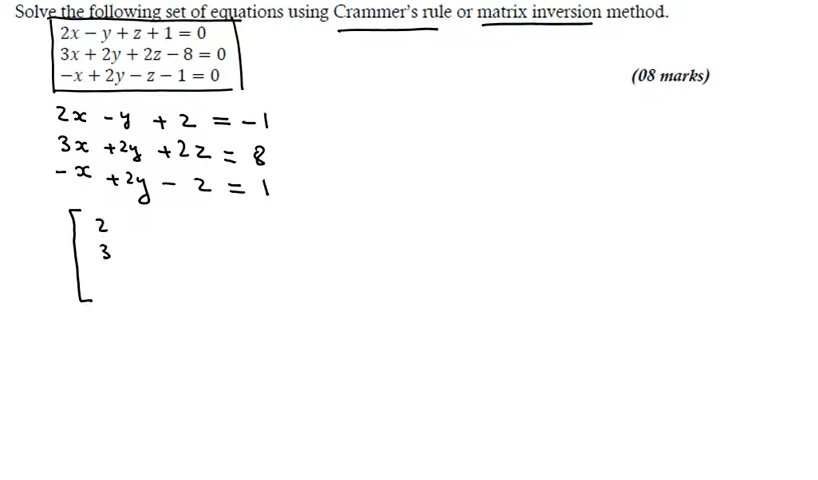 Solve the following set of equations using Crammer's rule or matrix inversion method.
2x − y + z + 1 = 0
3x + 2y + 2z − 8 = 0
−x + 2y − z − 1 = 0
(08 marks)
2x - y + z = -1
3x + 2y + 2z = 8
-x + 2y - z = 1
2
3